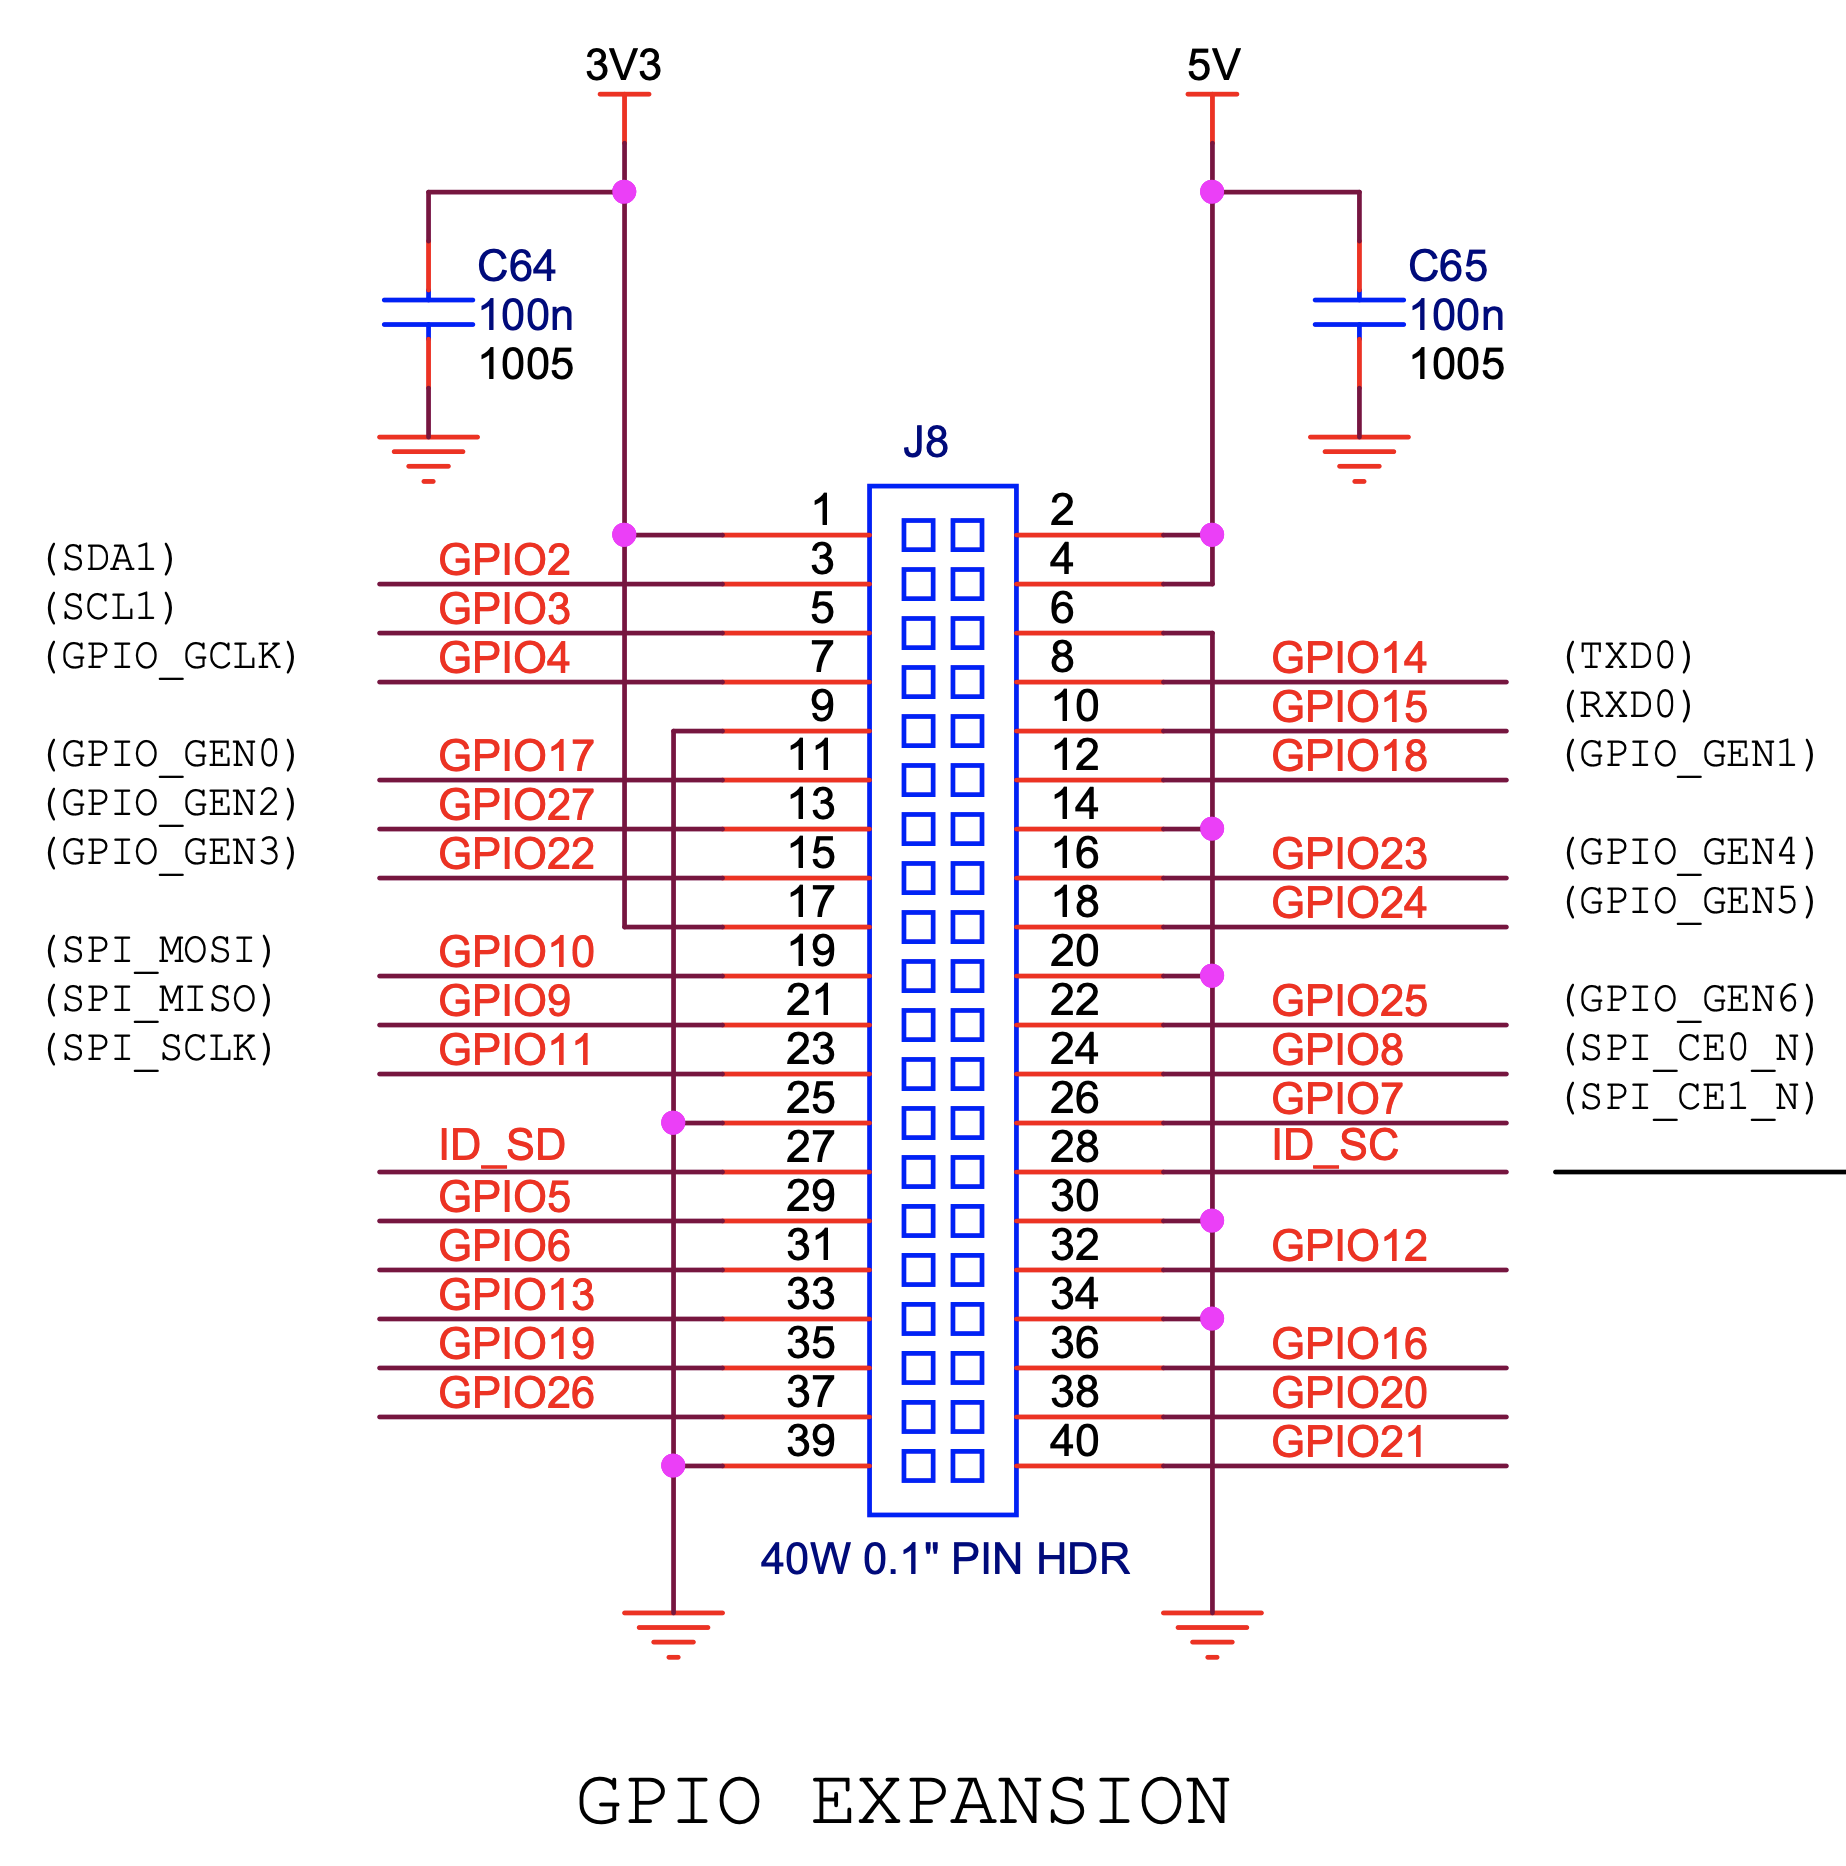 3V3 5V
C64 C65
100n 100n
1005 1005
J8
1 2
(SDA1) GPIO2 3 4
(SCL1) GPIO3 5 6
(GPIO_GCLK) GPIO4 7 8 GPIO14 (TXD0)
9 10 GPIO15 (RXD0)
(GPIO_GEN0) GPIO17 11 12 GPIO18 (GPIO_GEN1)
(GPIO_GEN2) GPIO27 13 14
(GPIO_GEN3) GPIO22 15 16 GPIO23 (GPIO_GEN4)
17 18 GPIO24 (GPIO_GEN5)
(SPI_MOSI) GPIO10 19 20
(SPI_MISO) GPIO9 21 22 GPIO25 (GPIO_GEN6)
(SPI_SCLK) GPIO11 23 24 GPIO8 (SPI_CE0_N)
25 26 GPIO7 (SPI_CE1_N)
ID_SD 27 28 ID_SC
GPIO5 29 30
GPIO6 31 32 GPIO12
GPIO13 33 34
GPIO19 35 36 GPIO16
GPIO26 37 38 GPIO20
39 40 GPIO21
40W 0.1" PIN HDR
GPIO EXPANSION